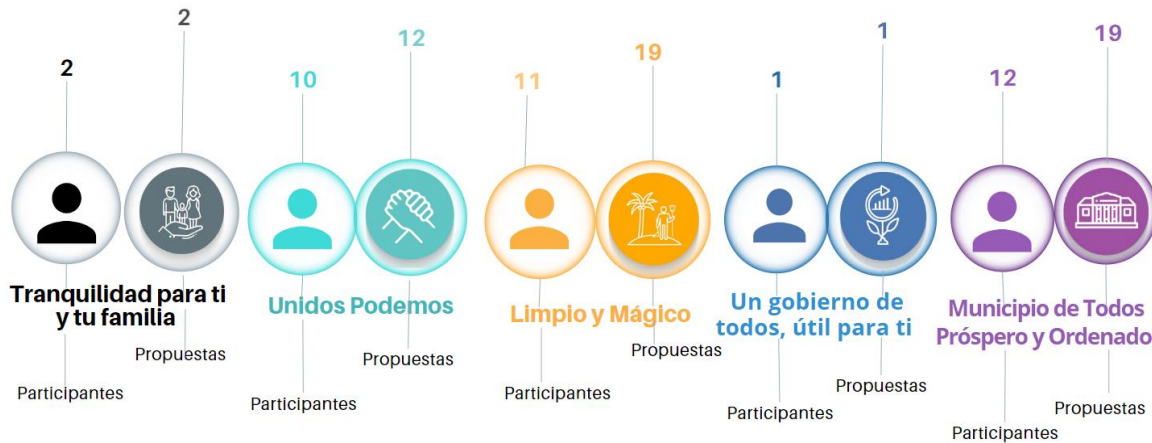 2
2
10
12
11
19
1
1
12
19
Tranquilidad para ti
y tu familia
Unidos Podemos
Limpio y Mágico
Un gobierno de
todos, útil para ti
Municipio de Todos
Próspero y Ordenado
Participantes
Propuestas
Participantes
Propuestas
Participantes
Propuestas
Participantes
Propuestas
Participantes
Propuestas